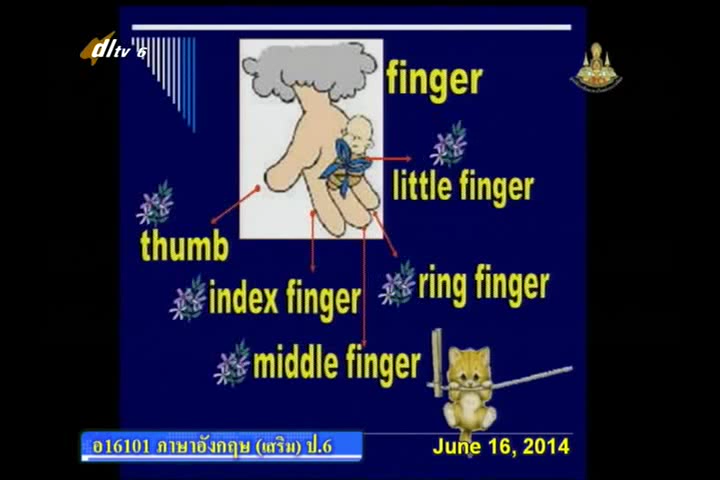 dltv 6
finger
little finger
thumb
index finger
ring finger
middle finger
อ16101 ภาษาอังกฤษ (เสริม) ป.6
June 16, 2014